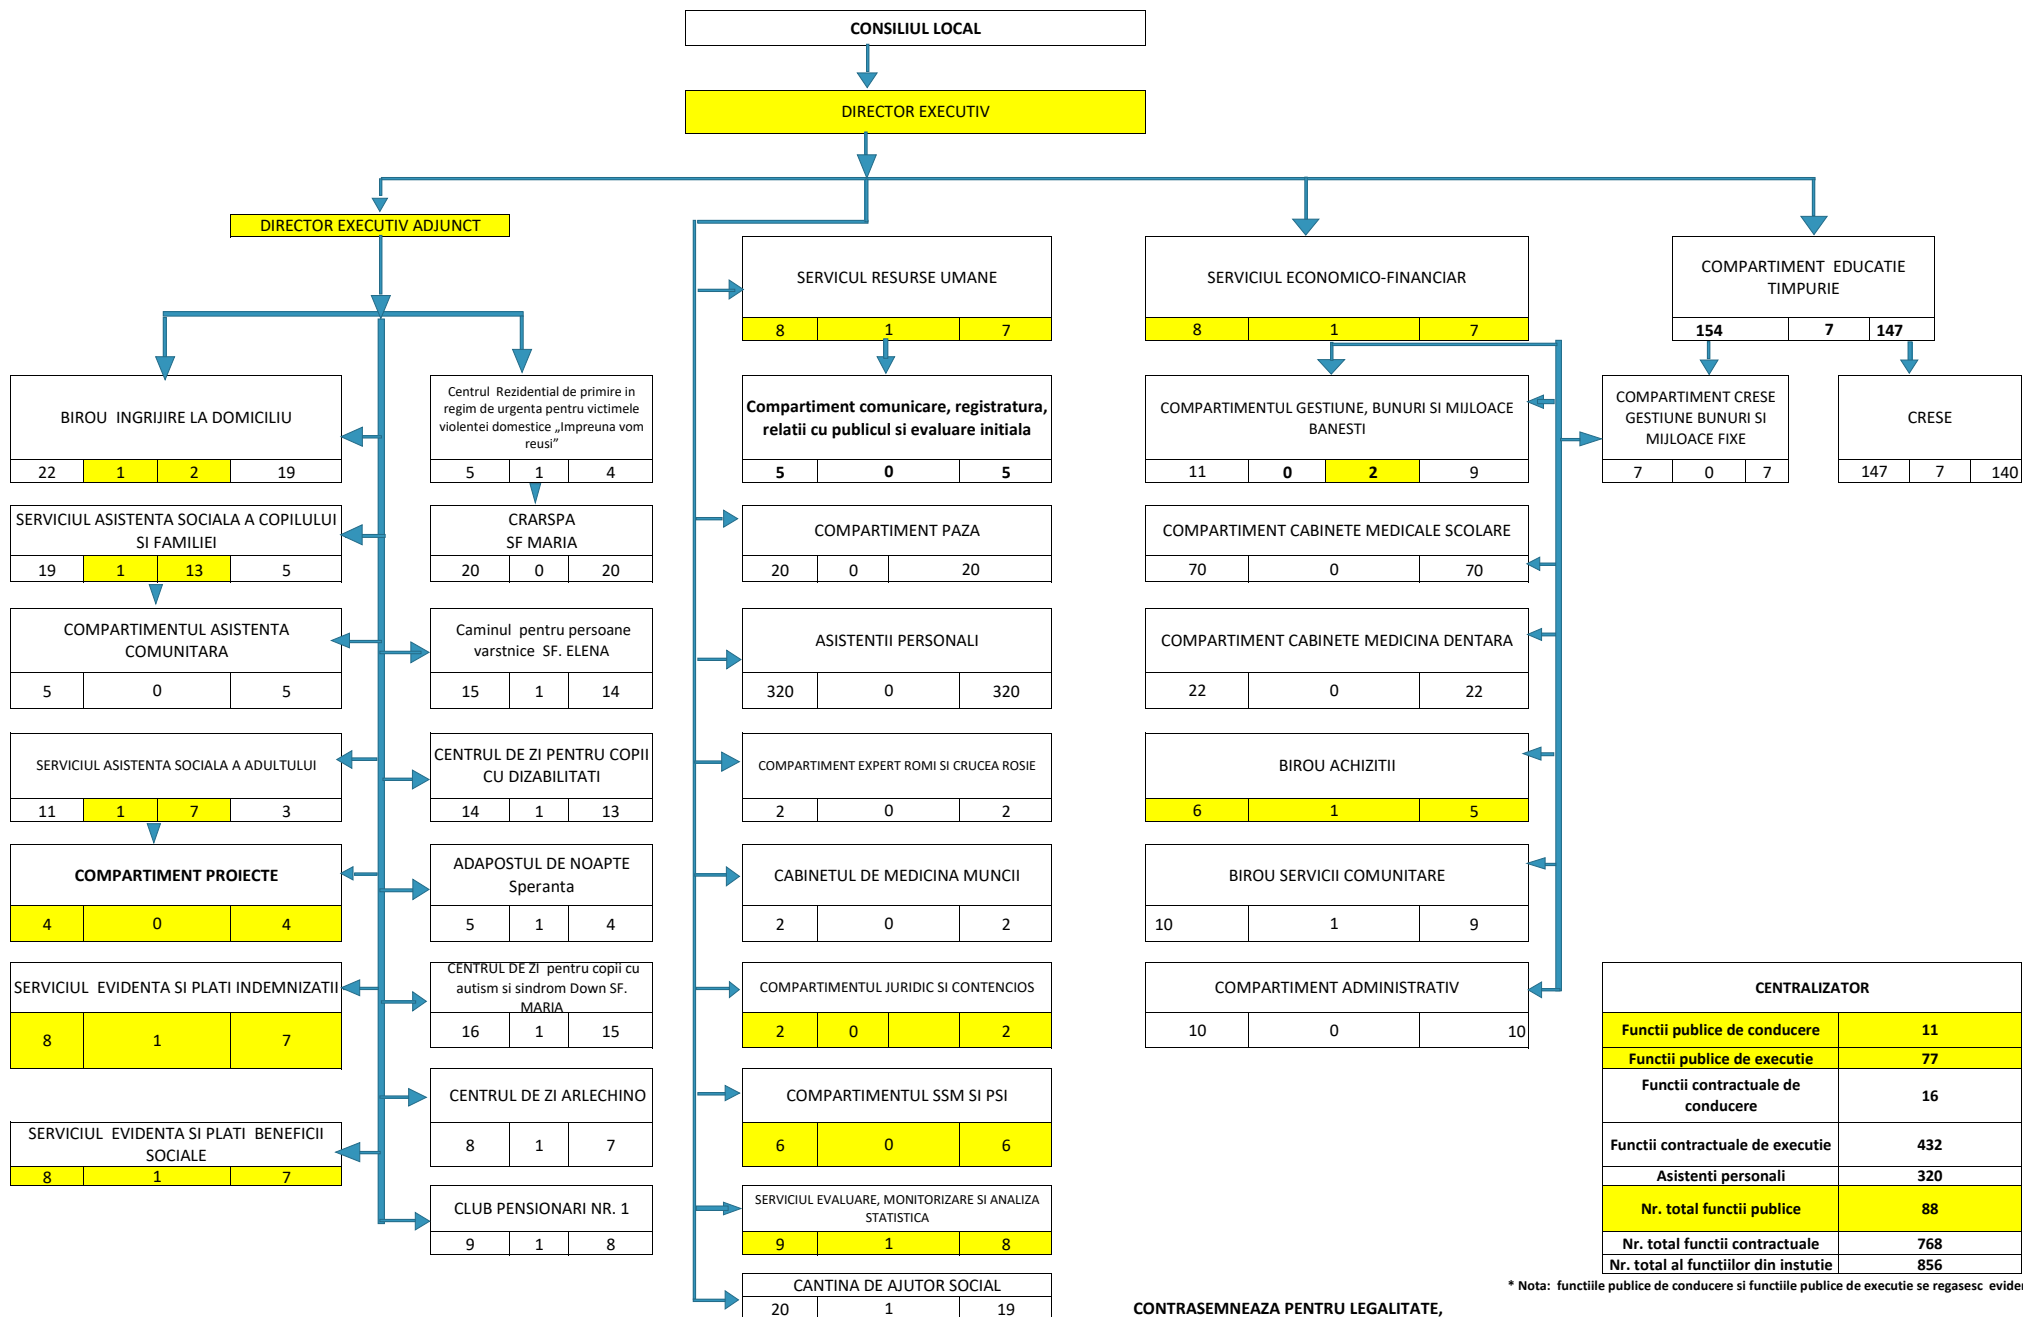 CONSILIUL LOCAL
DIRECTOR EXECUTIV
DIRECTOR EXECUTIV ADJUNCT
BIROU INGRIJIRE LA DOMICILIU
22 1 2 19
SERVICIUL ASISTENTA SOCIALA A COPILULUI
SI FAMILIEI
19 1 13 5
COMPARTIMENTUL ASISTENTA
COMUNITARA
5 0 5
SERVICIUL ASISTENTA SOCIALA A ADULTULUI
11 1 7 3
COMPARTIMENT PROIECTE
4 0 4
SERVICIUL EVIDENTA SI PLATI INDEMNIZATII
8 1 7
SERVICIUL EVIDENTA SI PLATI BENEFICII
SOCIALE
8 1 7
Centrul Rezidential de primire in
regim de urgenta pentru victimele
violentei domestice „Impreuna vom
reusi”
5 1 4
CRARSPA
SF MARIA
20 0 20
Caminul pentru persoane
varstnice SF. ELENA
15 1 14
CENTRUL DE ZI PENTRU COPII
CU DIZABILITATI
14 1 13
ADAPOSTUL DE NOAPTE
Speranta
5 1 4
CENTRUL DE ZI pentru copii cu
autism si sindrom Down SF.
MARIA
16 1 15
CENTRUL DE ZI ARLECHINO
8 1 7
CLUB PENSIONARI NR. 1
9 1 8
SERVICUL RESURSE UMANE
8 1 7
Compartiment comunicare, registratura,
relatii cu publicul si evaluare initiala
5 0 5
COMPARTIMENT PAZA
20 0 20
ASISTENTII PERSONALI
320 0 320
COMPARTIMENT EXPERT ROMI SI CRUCEA ROSIE
2 0 2
CABINETUL DE MEDICINA MUNCII
2 0 2
COMPARTIMENTUL JURIDIC SI CONTENCIOS
2 0 2
COMPARTIMENTUL SSM SI PSI
6 0 6
SERVICIUL EVALUARE, MONITORIZARE SI ANALIZA
STATISTICA
9 1 8
CANTINA DE AJUTOR SOCIAL
20 1 19
SERVICIUL ECONOMICO-FINANCIAR
8 1 7
COMPARTIMENTUL GESTIUNE, BUNURI SI MIJLOACE
BANESTI
11 0 2 9
COMPARTIMENT CABINETE MEDICALE SCOLARE
70 0 70
COMPARTIMENT CABINETE MEDICINA DENTARA
22 0 22
BIROU ACHIZITII
6 1 5
BIROU SERVICII COMUNITARE
10 1 9
COMPARTIMENT ADMINISTRATIV
10 0 10
COMPARTIMENT EDUCATIE
TIMPURIE
154 7 147
COMPARTIMENT CRESE
GESTIUNE BUNURI SI
MIJLOACE FIXE
7 0 7
CRESE
147 7 140
CENTRALIZATOR
Functii publice de conducere 11
Functii publice de executie 77
Functii contractuale de
conducere 16
Functii contractuale de executie 432
Asistenti personali 320
Nr. total functii publice 88
Nr. total functii contractuale 768
Nr. total al functiilor din instutie 856
* Nota: functiile publice de conducere si functiile publice de executie se regasesc eviden
CONTRASEMNEAZA PENTRU LEGALITATE,